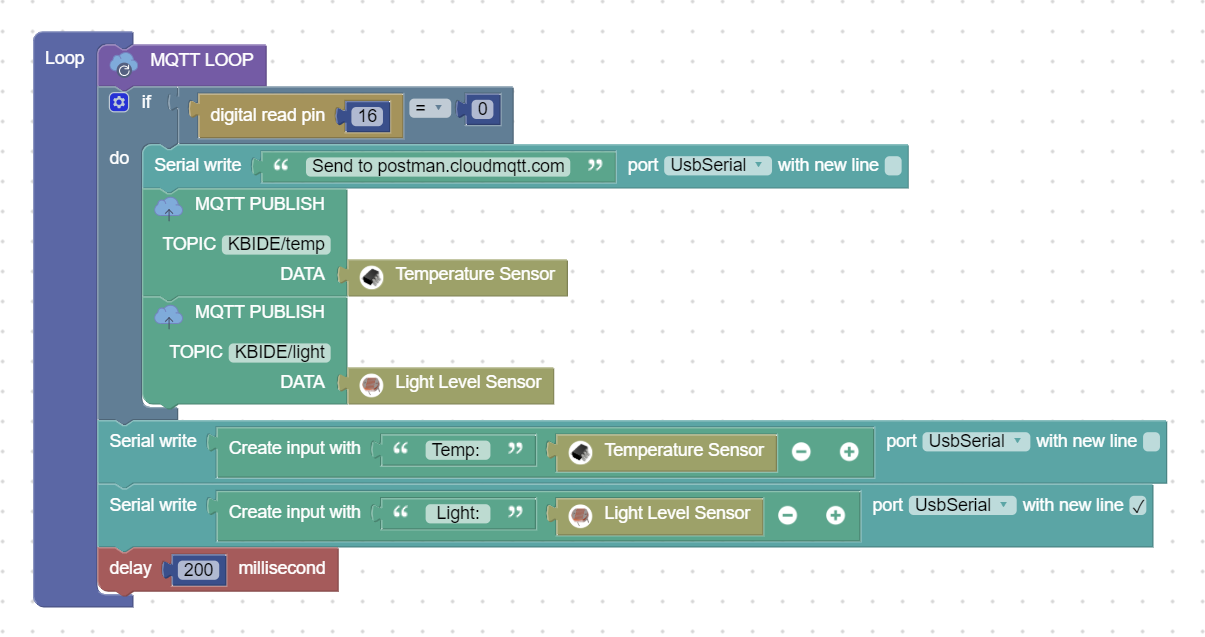 Loop
MQTT LOOP
if digital read pin 16 = 0
do Serial write “ Send to postman.cloudmqtt.com ” port UsbSerial with new line
MQTT PUBLISH
TOPIC KBIDE/temp
DATA Temperature Sensor
MQTT PUBLISH
TOPIC KBIDE/light
DATA Light Level Sensor
Serial write Create input with “ Temp: ” Temperature Sensor port UsbSerial with new line
Serial write Create input with “ Light: ” Light Level Sensor port UsbSerial with new line ✓
delay 200 millisecond